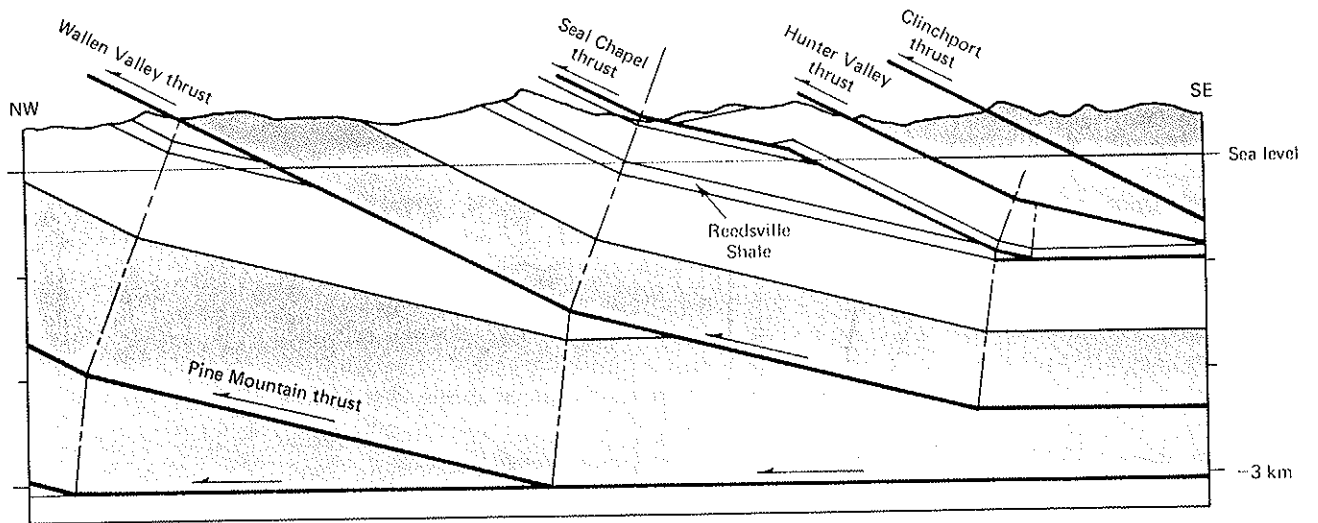 Wallen Valley thrust
Seal Chapel
thrust
Hunter Valley
thrust
Clinchport
thrust
NW
SE
Sea level
Reedsville
Shale
Pine Mountain thrust
-3 km